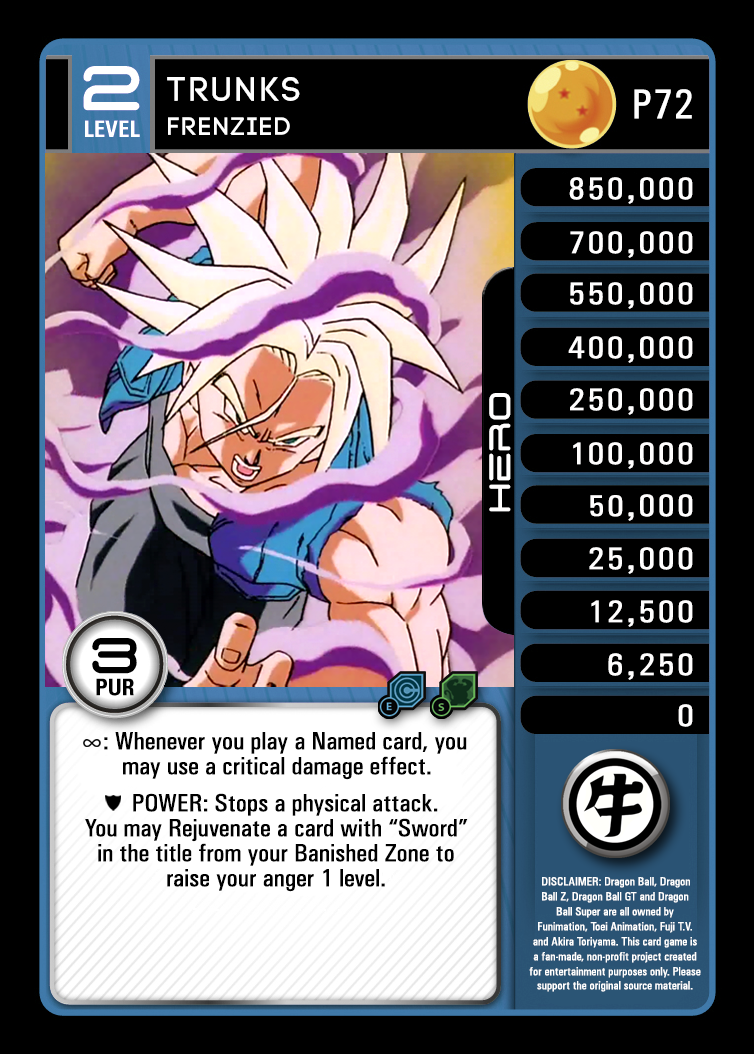 2
LEVEL
TRUNKS
FRENZIED
P72
850,000
700,000
550,000
400,000
250,000
100,000
50,000
25,000
12,500
6,250
0
HERO
3
PUR
E
S
∞: Whenever you play a Named card, you
may use a critical damage effect.
POWER: Stops a physical attack.
You may Rejuvenate a card with “Sword”
in the title from your Banished Zone to
raise your anger 1 level.
牛
DISCLAIMER: Dragon Ball, Dragon
Ball Z, Dragon Ball GT and Dragon
Ball Super are all owned by
Funimation, Toei Animation, Fuji T.V.
and Akira Toriyama. This card game is
a fan-made, non-profit project created
for entertainment purposes only. Please
support the original source material.